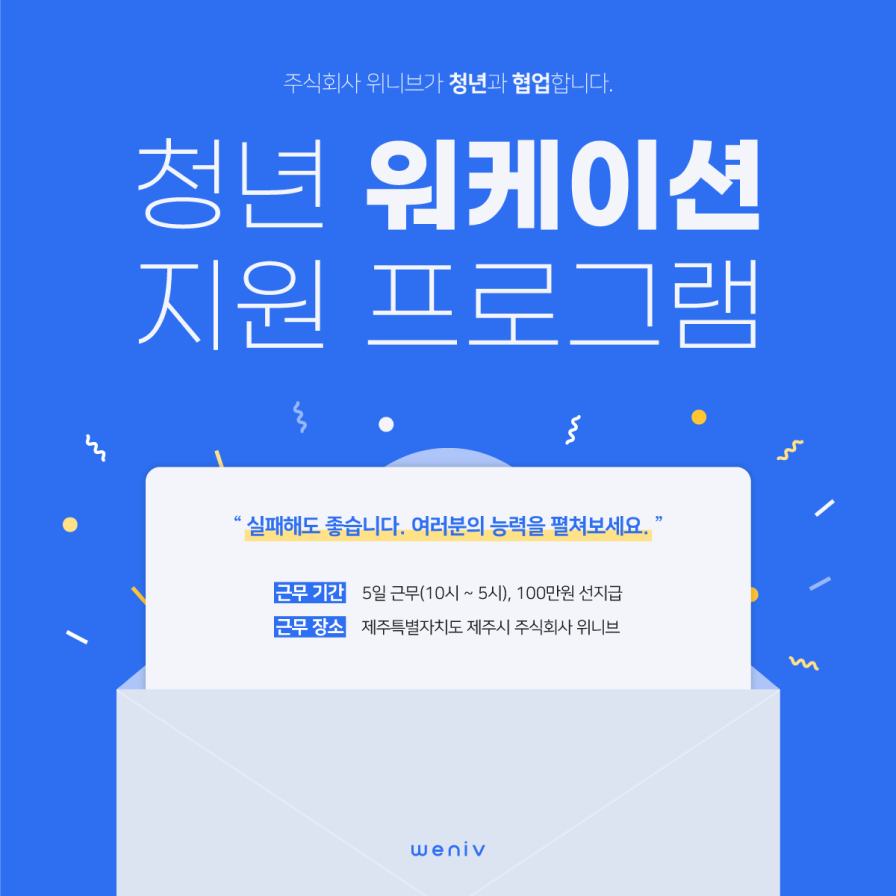 주식회사 위니브가 청년과 협업합니다.
청년 워케이션
지원 프로그램
“ 실패해도 좋습니다. 여러분의 능력을 펼쳐보세요. ”
근무 기간 5일 근무(10시 ~ 5시), 100만원 선지급
근무 장소 제주특별자치도 제주시 주식회사 위니브
weniv